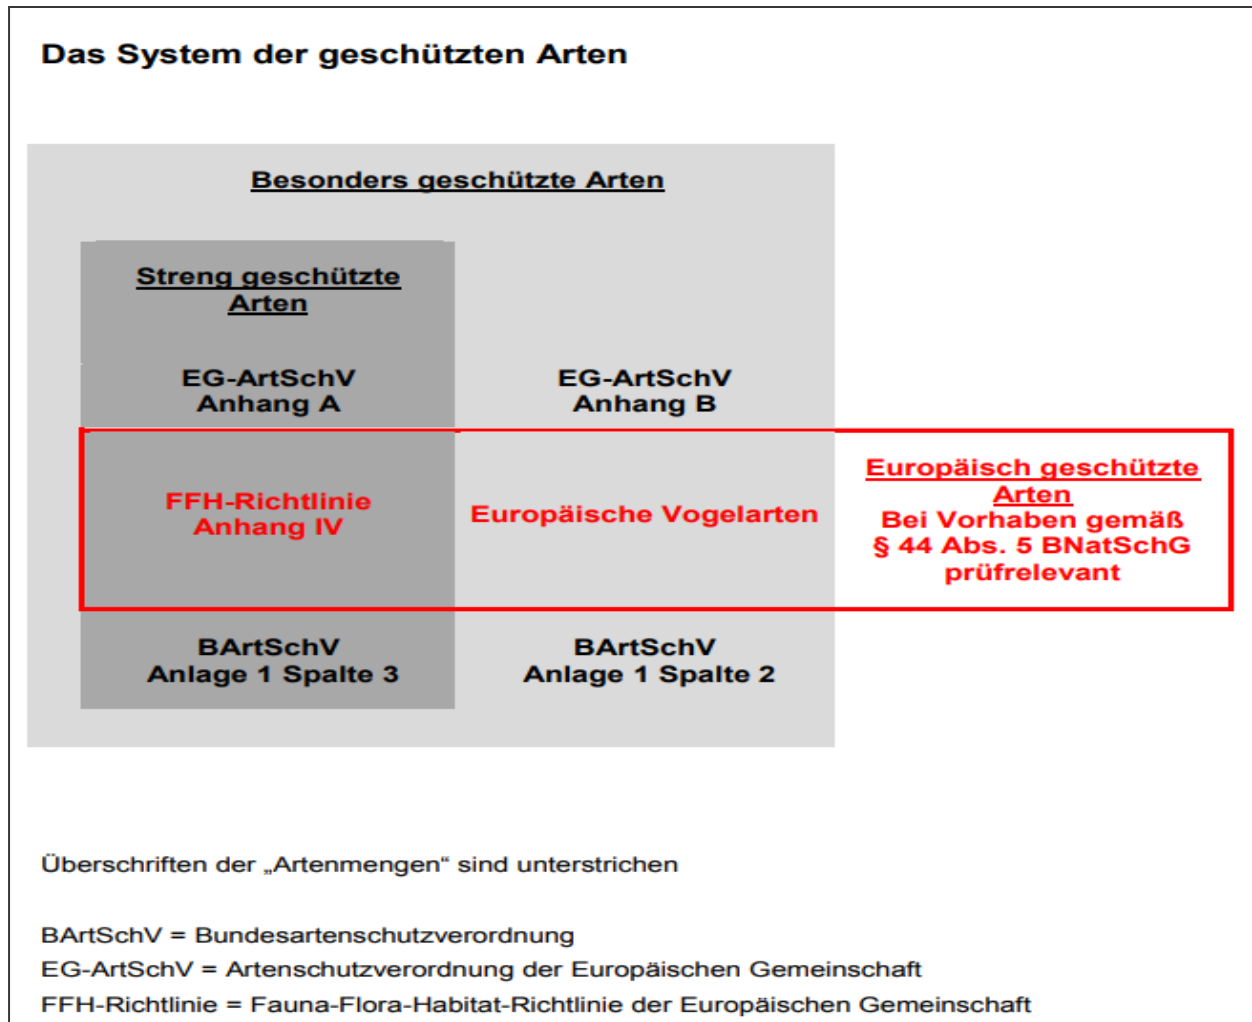 Das System der geschützten Arten
Besonders geschützte Arten
Streng geschützte
Arten
EG-ArtSchV
Anhang A
EG-ArtSchV
Anhang B
FFH-Richtlinie
Anhang IV
Europäische Vogelarten
Europäisch geschützte
Arten
Bei Vorhaben gemäß
§ 44 Abs. 5 BNatSchG
prüfrelevant
BArtSchV
Anlage 1 Spalte 3
BArtSchV
Anlage 1 Spalte 2
Überschriften der „Artenmengen“ sind unterstrichen
BArtSchV = Bundesartenschutzverordnung
EG-ArtSchV = Artenschutzverordnung der Europäischen Gemeinschaft
FFH-Richtlinie = Fauna-Flora-Habitat-Richtlinie der Europäischen Gemeinschaft